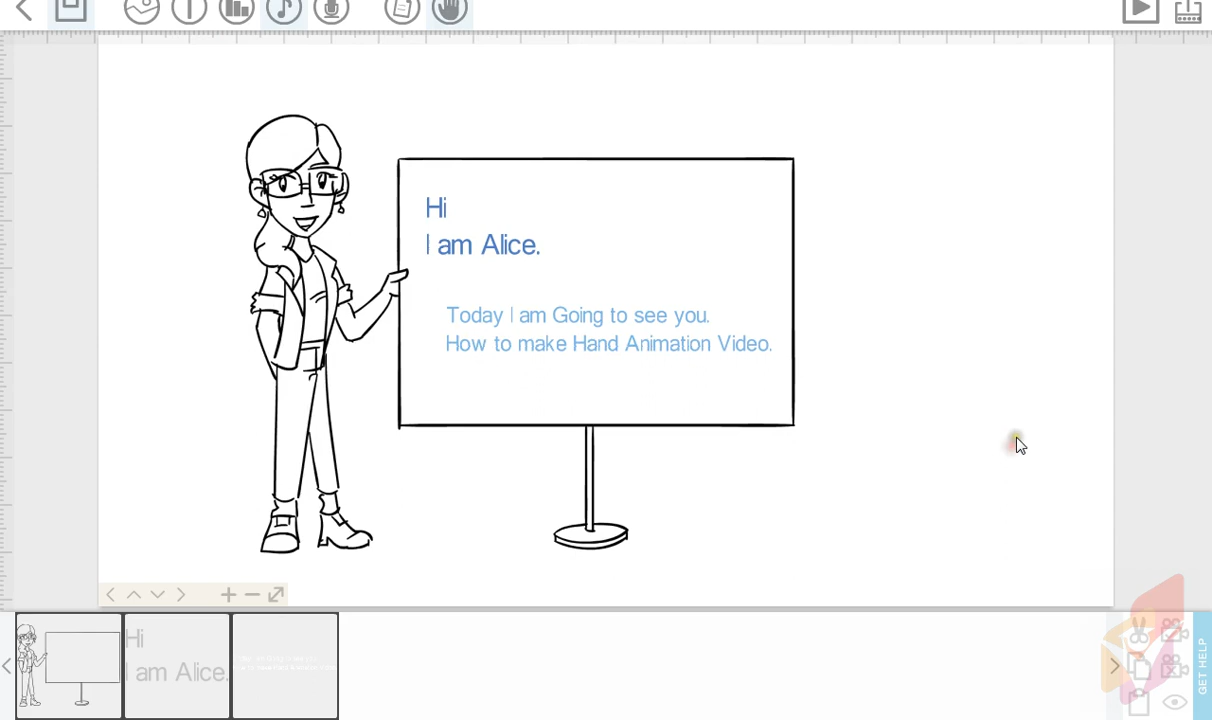 Hi
I am Alice.
Today I am Going to see you.
How to make Hand Animation Video.
Hi
I am Alice.
GET HELP